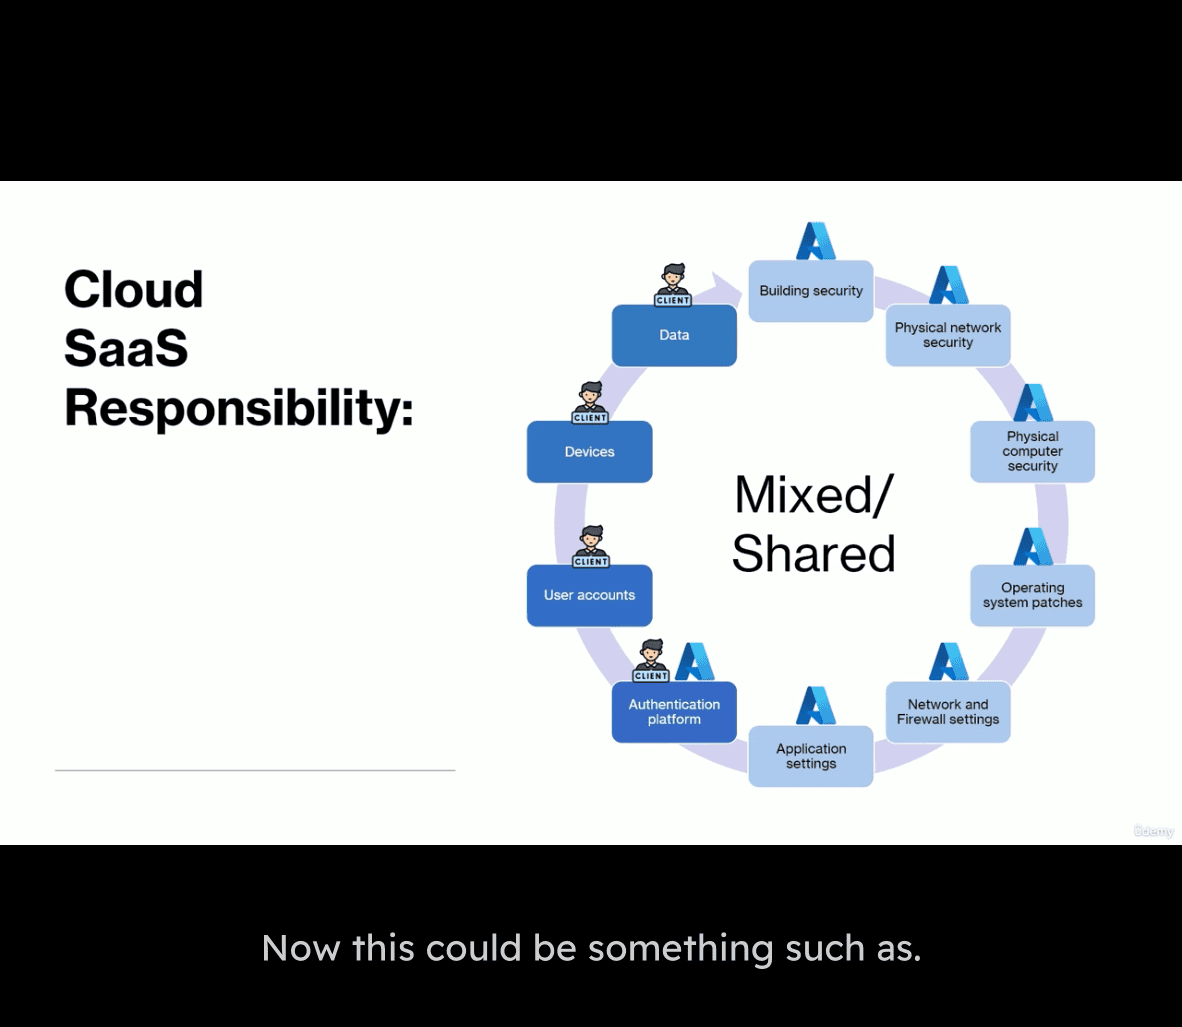 Cloud
SaaS
Responsibility:
Building security
Physical network
security
Physical
computer
security
Operating
system patches
Network and
Firewall settings
Application
settings
CLIENT
Authentication
platform
CLIENT
User accounts
CLIENT
Devices
CLIENT
Data
Mixed/
Shared
ûdemy
Now this could be something such as.